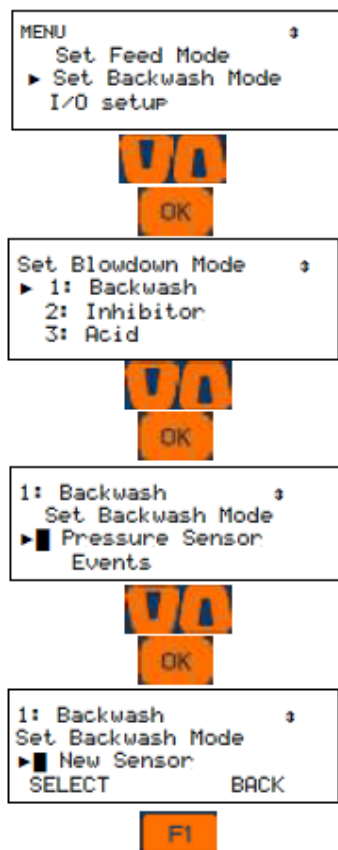 MENU
Set Feed Mode
► Set Backwash Mode
I/O setup
OK
Set Blowdown Mode
► 1: Backwash
2: Inhibitor
3: Acid
OK
1: Backwash
Set Backwash Mode
►█ Pressure Sensor
Events
OK
1: Backwash
Set Backwash Mode
►█ New Sensor
SELECT BACK
F1